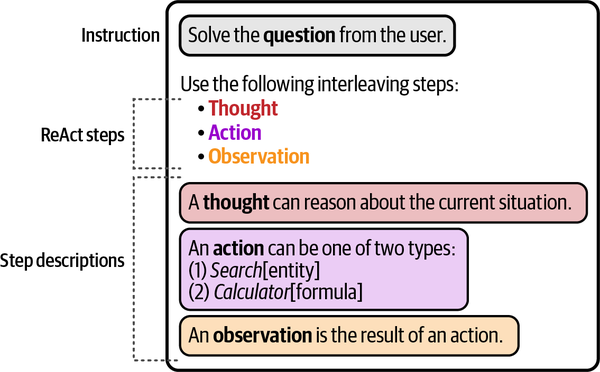 Instruction
Solve the question from the user.
Use the following interleaving steps:
ReAct steps
• Thought
• Action
• Observation
Step descriptions
A thought can reason about the current situation.
An action can be one of two types:
(1) Search[entity]
(2) Calculator[formula]
An observation is the result of an action.